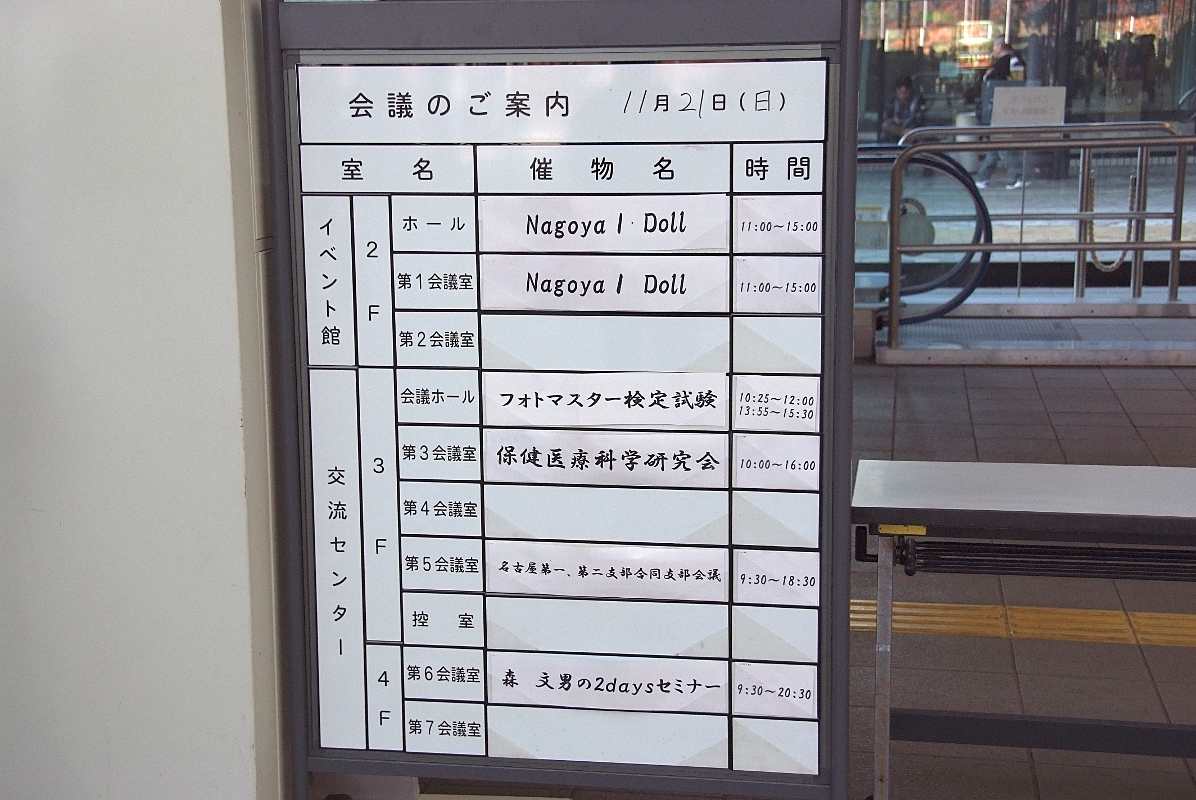 会議のご案内 11月21日(日)
室名 催物名 時間
イベント館
2F
ホール Nagoya I・Doll 11:00～15:00
第1会議室 Nagoya I Doll 11:00～15:00
第2会議室
交流センター
3F
会議ホール フォトマスター検定試験 10:25～12:00
13:55～15:30
第3会議室 保健医療科学研究会 10:00～16:00
第4会議室
第5会議室 名古屋第一、第二支部合同支部会議 9:30～18:30
控室
4F
第6会議室 森 文男の2daysセミナー 9:30～20:30
第7会議室